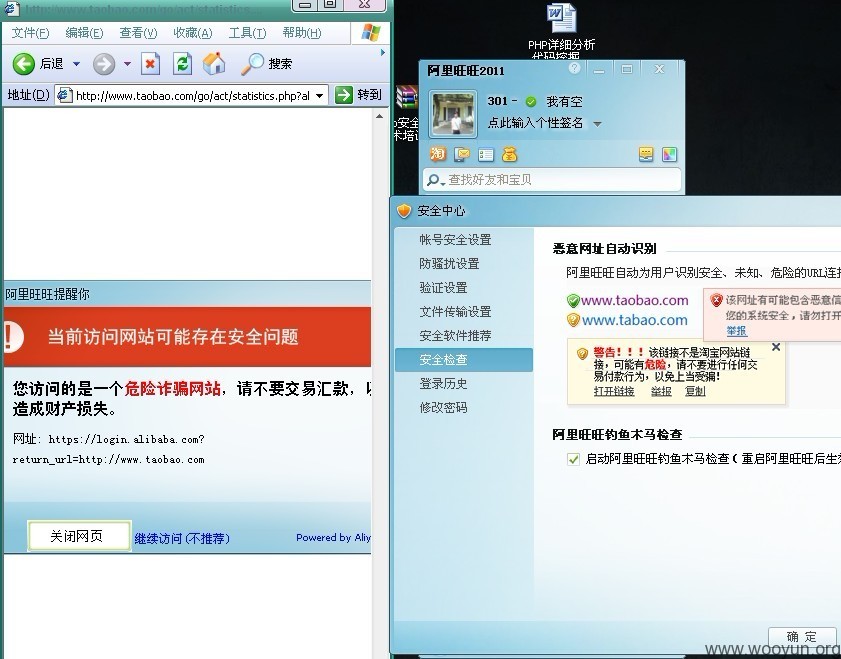 http://www.taobao.com/go/act/statistics.
文件(F) 编辑(E) 查看(V) 收藏(A) 工具(T) 帮助(H)
后退
搜索
地址(D) http://www.taobao.com/go/act/statistics.php?al
转到
阿里旺旺提醒你
当前访问网站可能存在安全问题
您访问的是一个危险诈骗网站，请不要交易汇款，以
造成财产损失。
网址: https://login.alibaba.com?
return_url=http://www.taobao.com
关闭网页 继续访问(不推荐) Powered by Aliy
PHP详细分析
代码挖掘
安全
术培
阿里旺旺2011
301 - 我有空
点此输入个性签名
淘
查找好友和宝贝
安全中心
帐号安全设置
防骚扰设置
验证设置
文件传输设置
安全软件推荐
安全检查
登录历史
修改密码
恶意网址自动识别
阿里旺旺自动为用户识别安全、未知、危险的URL连接
www.taobao.com
www.tabao.com
该网址有可能包含恶意信
您的系统安全，请勿打开
举报
警告！！！该链接不是淘宝网站链
接，可能有危险，请不要进行任何交
易付款行为，以免上当受骗！
打开链接 举报 复制
阿里旺旺钓鱼木马检查
启动阿里旺旺钓鱼木马检查(重启阿里旺旺后生效
确 定
www.wooyun.org